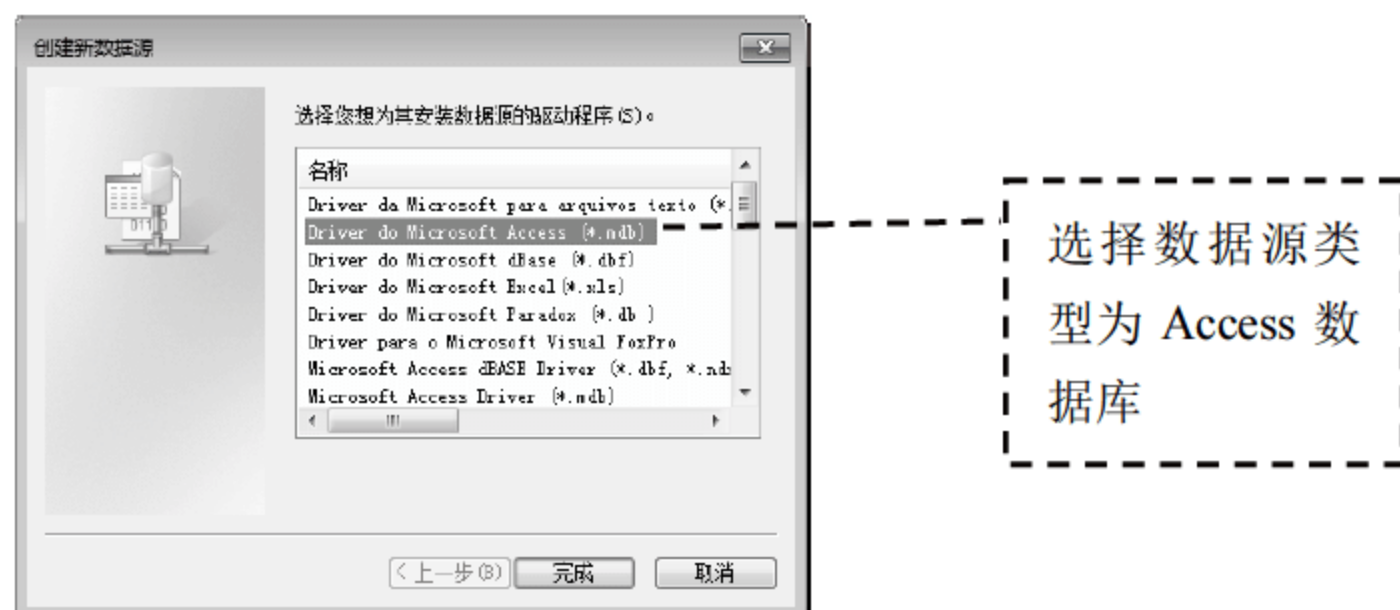 创建新数据源
选择您想为其安装数据源的驱动程序(S)。
名称
Driver da Microsoft para arquivos texto (*.
Driver do Microsoft Access (*.mdb)
Driver do Microsoft dBase (*.dbf)
Driver do Microsoft Excel(*.xls)
Driver do Microsoft Paradox (*.db )
Driver para o Microsoft Visual FoxPro
Microsoft Access dBASE Driver (*.dbf, *.ndx
Microsoft Access Driver (*.mdb)
<上一步(B)
完成
取消
选择数据源类
型为 Access 数
据库